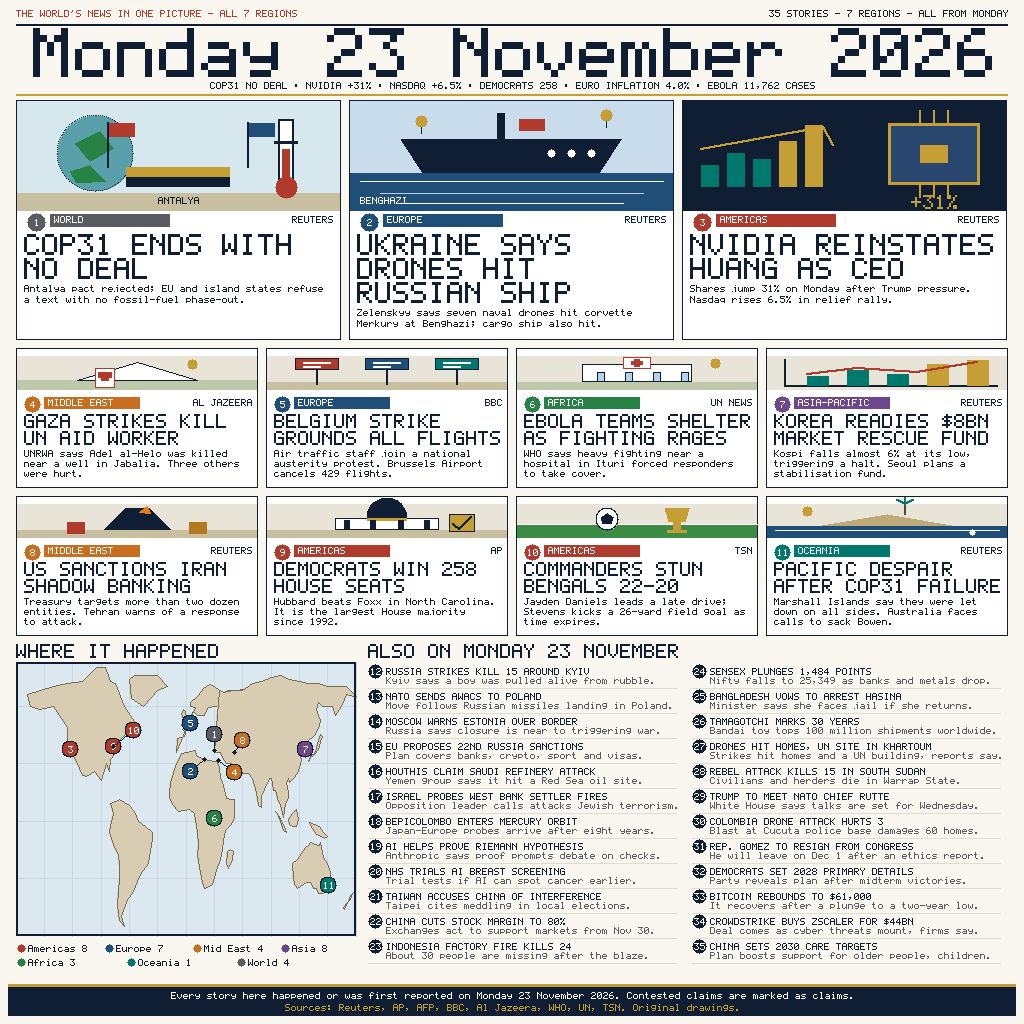 THE WORLD'S NEWS IN ONE PICTURE - ALL 7 REGIONS
35 STORIES - 7 REGIONS - ALL FROM MONDAY
Monday 23 November 2026
COP31 NO DEAL • NVIDIA +31% • NASDAQ +6.5% • DEMOCRATS 258 • EURO INFLATION 4.0% • EBOLA 11,762 CASES
ANTALYA
1 WORLD REUTERS
COP31 ENDS WITH
NO DEAL
Antalya pact rejected; EU and island states refuse
a text with no fossil-fuel phase-out.
BENGHAZI
2 EUROPE REUTERS
UKRAINE SAYS
DRONES HIT
RUSSIAN SHIP
Zelenskyy says seven naval drones hit corvette
Merkury at Benghazi; cargo ship also hit.
+31%
3 AMERICAS REUTERS
NVIDIA REINSTATES
HUANG AS CEO
Shares jump 31% on Monday after Trump pressure.
Nasdaq rises 6.5% in relief rally.
4 MIDDLE EAST AL JAZEERA
GAZA STRIKES KILL
UN AID WORKER
UNRWA says Adel al-Helo was killed
near a well in Jabalia. Three others
were hurt.
5 EUROPE BBC
BELGIUM STRIKE
GROUNDS ALL FLIGHTS
Air traffic staff join a national
austerity protest. Brussels Airport
cancels 429 flights.
6 AFRICA UN NEWS
EBOLA TEAMS SHELTER
AS FIGHTING RAGES
WHO says heavy fighting near a
hospital in Ituri forced responders
to take cover.
7 ASIA-PACIFIC REUTERS
KOREA READIES $8BN
MARKET RESCUE FUND
Kospi falls almost 6% at its low,
triggering a halt. Seoul plans a
stabilisation fund.
8 MIDDLE EAST REUTERS
US SANCTIONS IRAN
SHADOW BANKING
Treasury targets more than two dozen
entities. Tehran warns of a response
to attack.
9 AMERICAS AP
DEMOCRATS WIN 258
HOUSE SEATS
Hubbard beats Foxx in North Carolina.
It is the largest House majority
since 1992.
10 AMERICAS TSN
COMMANDERS STUN
BENGALS 22-20
Jayden Daniels leads a late drive;
Stevens kicks a 26-yard field goal as
time expires.
11 OCEANIA REUTERS
PACIFIC DESPAIR
AFTER COP31 FAILURE
Marshall Islands say they were let
down on all sides. Australia faces
calls to sack Bowen.
WHERE IT HAPPENED
3
10
5
1
8
2
4
7
6
11
Americas 8 Europe 7 Mid East 4 Asia 8
Africa 3 Oceania 1 World 4
ALSO ON MONDAY 23 NOVEMBER
12 RUSSIA STRIKES KILL 15 AROUND KYIV
Kyiv says a boy was pulled alive from rubble.
13 NATO SENDS AWACS TO POLAND
Move follows Russian missiles landing in Poland.
14 MOSCOW WARNS ESTONIA OVER BORDER
Russia says closure is near to triggering war.
15 EU PROPOSES 22ND RUSSIA SANCTIONS
Plan covers banks, crypto, sport and visas.
16 HOUTHIS CLAIM SAUDI REFINERY ATTACK
Yemen group says it hit a Red Sea oil site.
17 ISRAEL PROBES WEST BANK SETTLER FIRES
Opposition leader calls attacks Jewish terrorism.
18 BEPICOLOMBO ENTERS MERCURY ORBIT
Japan-Europe probes arrive after eight years.
19 AI HELPS PROVE RIEMANN HYPOTHESIS
Anthropic says proof prompts debate on checks.
20 NHS TRIALS AI BREAST SCREENING
Trial tests if AI can spot cancer earlier.
21 TAIWAN ACCUSES CHINA OF INTERFERENCE
Taipei cites meddling in local elections.
22 CHINA CUTS STOCK MARGIN TO 80%
Exchanges act to support markets from Nov 30.
23 INDONESIA FACTORY FIRE KILLS 24
About 30 people are missing after the blaze.
24 SENSEX PLUNGES 1,484 POINTS
Nifty falls to 25,349 as banks and metals drop.
25 BANGLADESH VOWS TO ARREST HASINA
Minister says she faces jail if she returns.
26 TAMAGOTCHI MARKS 30 YEARS
Bandai toy tops 100 million shipments worldwide.
27 DRONES HIT HOMES, UN SITE IN KHARTOUM
Strikes hit homes and a UN building, reports say.
28 REBEL ATTACK KILLS 15 IN SOUTH SUDAN
Civilians and herders die in Warrap State.
29 TRUMP TO MEET NATO CHIEF RUTTE
White House says talks are set for Wednesday.
30 COLOMBIA DRONE ATTACK HURTS 3
Blast at Cucuta police base damages 60 homes.
31 REP. GOMEZ TO RESIGN FROM CONGRESS
He will leave on Dec 1 after an ethics report.
32 DEMOCRATS SET 2028 PRIMARY DETAILS
Party reveals plan after midterm victories.
33 BITCOIN REBOUNDS TO $61,000
It recovers after a plunge to a two-year low.
34 CROWDSTRIKE BUYS ZSCALER FOR $44BN
Deal comes as cyber threats mount, firms say.
35 CHINA SETS 2030 CARE TARGETS
Plan boosts support for older people, children.
Every story here happened or was first reported on Monday 23 November 2026. Contested claims are marked as claims.
Sources: Reuters, AP, AFP, BBC, Al Jazeera, WHO, UN, TSN. Original drawings.